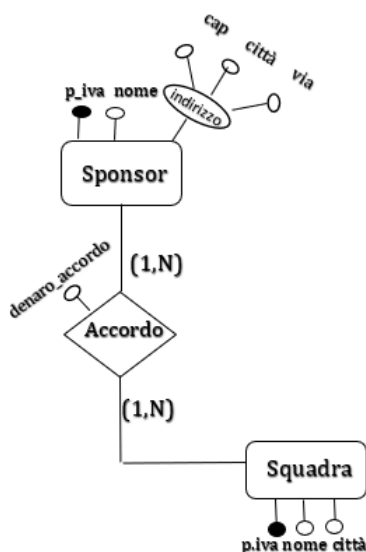 cap città via
p_iva nome indirizzo
Sponsor
(1,N)
denaro_accordo
Accordo
(1,N)
Squadra
p.iva nome città